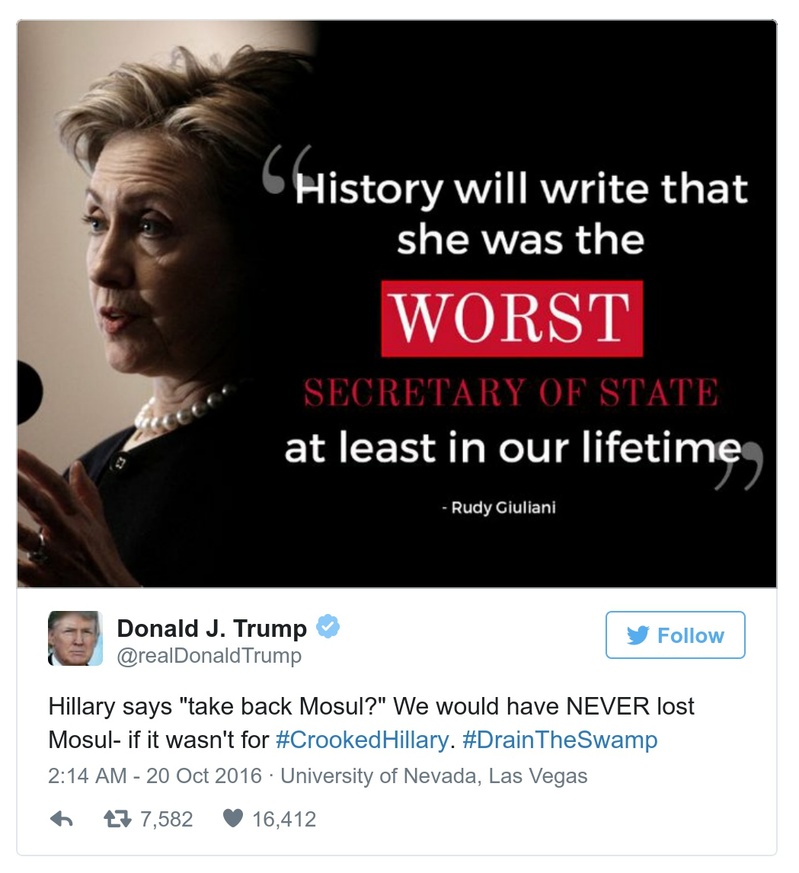 “History will write that
she was the
WORST
SECRETARY OF STATE
at least in our lifetime”
- Rudy Giuliani
Donald J. Trump
@realDonaldTrump
Follow
Hillary says "take back Mosul?" We would have NEVER lost
Mosul- if it wasn't for #CrookedHillary. #DrainTheSwamp
2:14 AM - 20 Oct 2016 · University of Nevada, Las Vegas
7,582 16,412